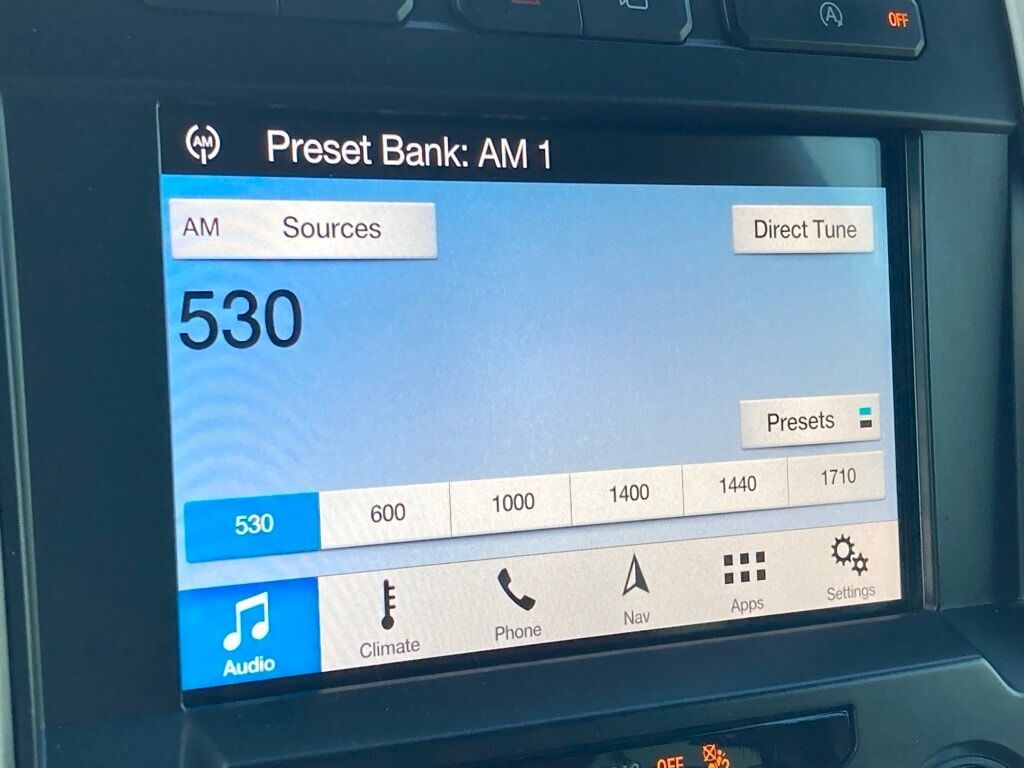 A OFF
AM Preset Bank: AM 1
AM Sources Direct Tune
530
Presets
530 600 1000 1400 1440 1710
Audio Climate Phone Nav Apps Settings
OFF